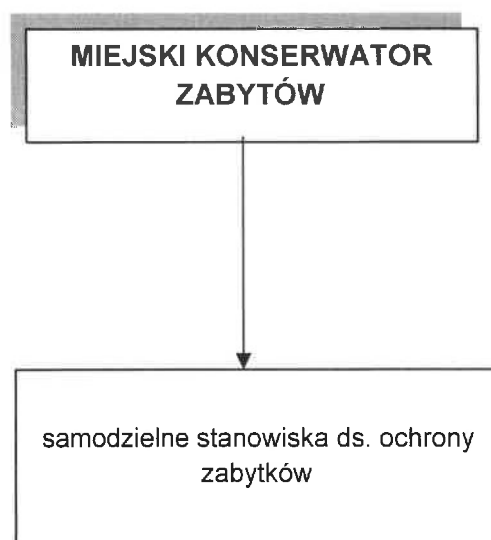 MIEJSKI KONSERWATOR
ZABYTÓW
samodzielne stanowiska ds. ochrony
zabytków